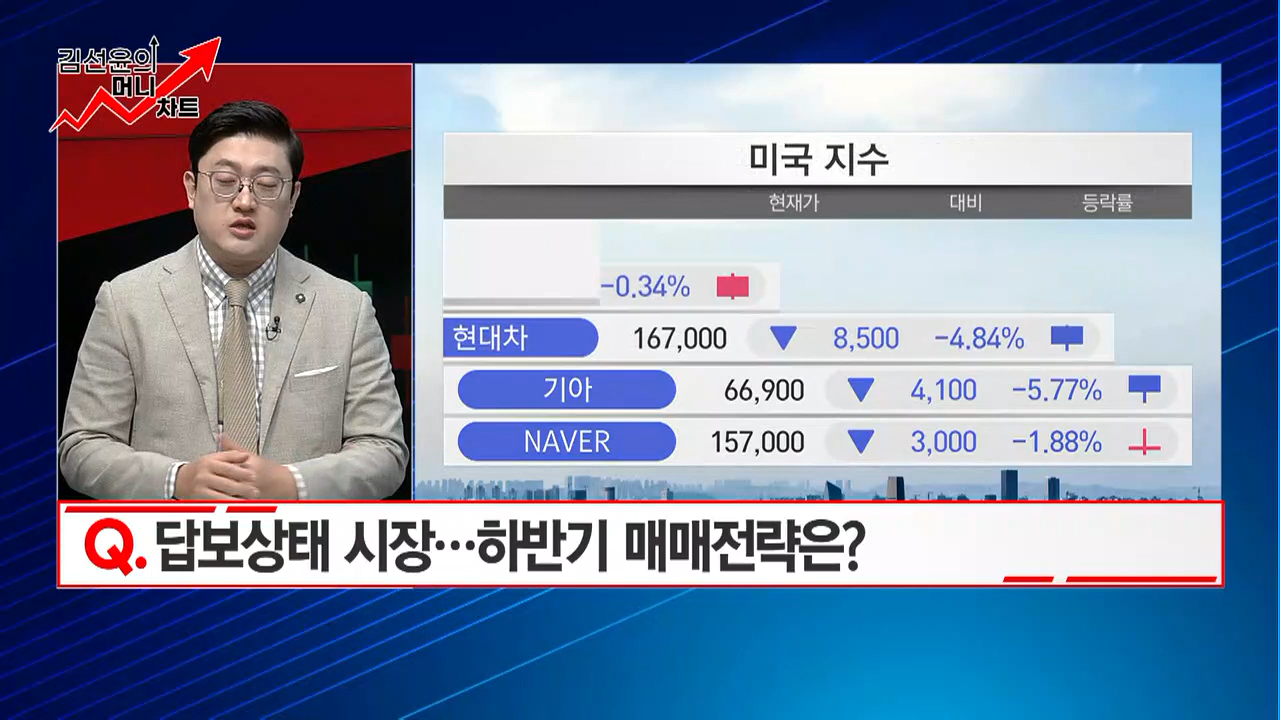 김선윤의
머니
차트
미국 지수
현재가 대비 등락률
-0.34%
현대차 167,000 ▼ 8,500 -4.84%
기아 66,900 ▼ 4,100 -5.77%
NAVER 157,000 ▼ 3,000 -1.88%
Q. 답보상태 시장…하반기 매매전략은?